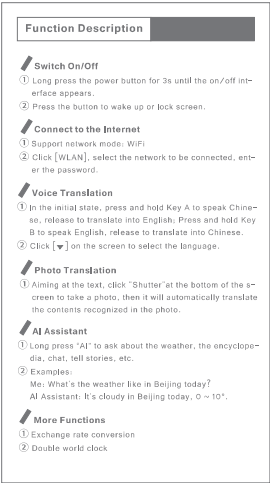 Function Description
Switch On/Off
① Long press the power button for 3s until the on/off int-
erface appears.
② Press the button to wake up or lock screen.
Connect to the Internet
① Support network mode: WiFi
② Click [WLAN], select the network to be connected, ent-
er the password.
Voice Translation
① In the initial state, press and hold Key A to speak Chine-
se, release to translate into English; Press and hold Key
B to speak English, release to translate into Chinese.
② Click [▼] on the screen to select the language.
Photo Translation
① Aiming at the text, click "Shutter"at the bottom of the s-
creen to take a photo, then it will automatically translate
the contents recognized in the photo.
AI Assistant
① Long press "AI" to ask about the weather, the encyclope-
dia, chat, tell stories, etc.
② Examples:
Me: What's the weather like in Beijing today?
AI Assistant: It's cloudy in Beijing today, 0 ~ 10°.
More Functions
① Exchange rate conversion
② Double world clock